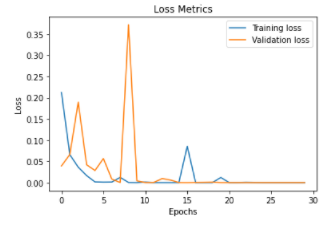 Loss Metrics
Training loss
Validation loss
0.35
0.30
0.25
0.20
0.15
0.10
0.05
0.00
Loss
0 5 10 15 20 25 30
Epochs